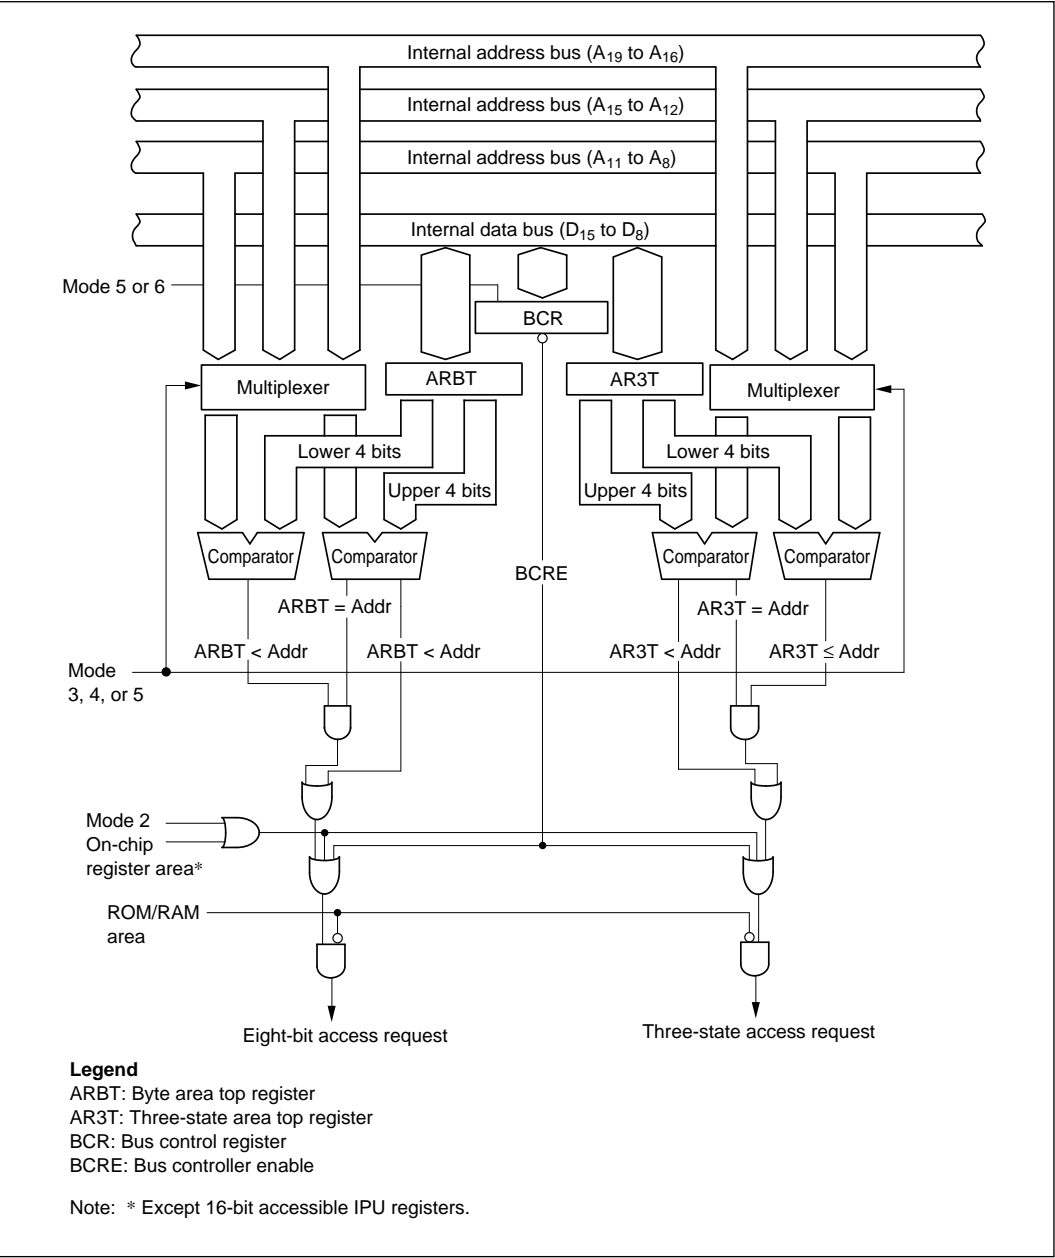 Internal address bus (A19 to A16)
Internal address bus (A15 to A12)
Internal address bus (A11 to A8)
Internal data bus (D15 to D8)
Mode 5 or 6
BCR
Multiplexer
ARBT
AR3T
Multiplexer
Lower 4 bits
Lower 4 bits
Upper 4 bits
Upper 4 bits
Comparator
Comparator
Comparator
Comparator
BCRE
ARBT = Addr
AR3T = Addr
ARBT < Addr
ARBT < Addr
AR3T < Addr
AR3T ≤ Addr
Mode
3, 4, or 5
Mode 2
On-chip
register area*
ROM/RAM
area
Eight-bit access request
Three-state access request
Legend
ARBT: Byte area top register
AR3T: Three-state area top register
BCR: Bus control register
BCRE: Bus controller enable
Note: * Except 16-bit accessible IPU registers.